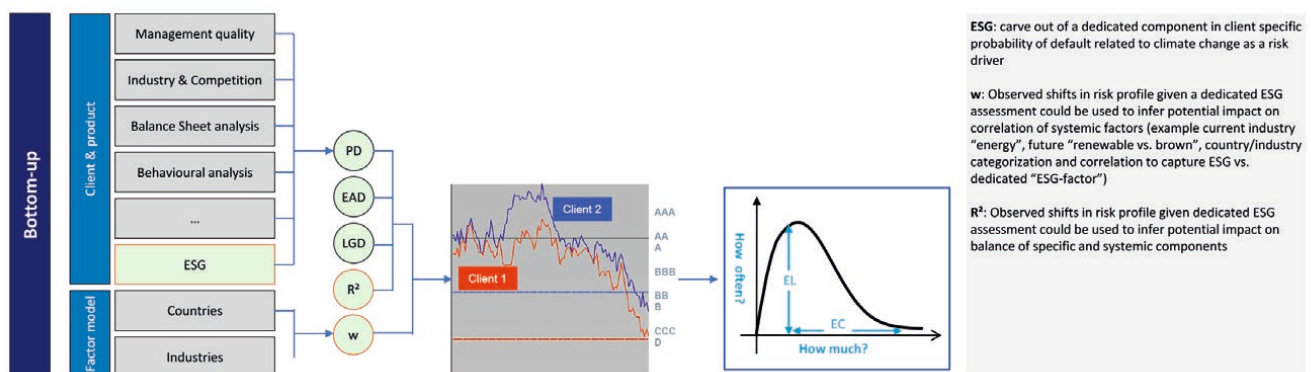 Bottom-up
Client & product
Factor model
Management quality
Industry & Competition
Balance Sheet analysis
Behavioural analysis
...
ESG
Countries
Industries
PD
EAD
LGD
R²
w
Client 2
Client 1
AAA
AA
A
BBB
BB
B
CCC
D
How often?
EL
EC
How much?
ESG: carve out of a dedicated component in client specific
probability of default related to climate change as a risk
driver
w: Observed shifts in risk profile given a dedicated ESG
assessment could be used to infer potential impact on
correlation of systemic factors (example current industry
“energy”, future “renewable vs. brown”, country/industry
categorization and correlation to capture ESG vs.
dedicated “ESG-factor”)
R²: Observed shifts in risk profile given dedicated ESG
assessment could be used to infer potential impact on
balance of specific and systemic components